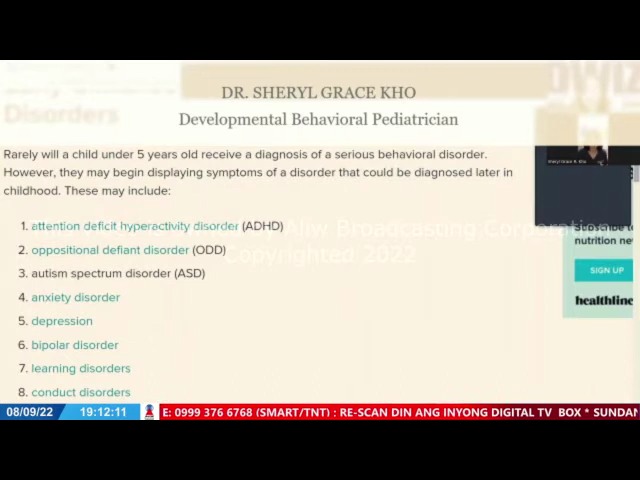 DWIZ
Disorders
DR. SHERYL GRACE KHO
Developmental Behavioral Pediatrician
Rarely will a child under 5 years old receive a diagnosis of a serious behavioral disorder.
However, they may begin displaying symptoms of a disorder that could be diagnosed later in
childhood. These may include:
1. attention deficit hyperactivity disorder (ADHD)
2. oppositional defiant disorder (ODD)
3. autism spectrum disorder (ASD)
4. anxiety disorder
5. depression
6. bipolar disorder
7. learning disorders
8. conduct disorders
Aliw Broadcasting Corporation
Copyrighted 2022
Subscribe to
nutrition ne
SIGN UP
healthline
08/09/22 19:12:11 E: 0999 376 6768 (SMART/TNT) : RE-SCAN DIN ANG INYONG DIGITAL TV BOX * SUNDAN